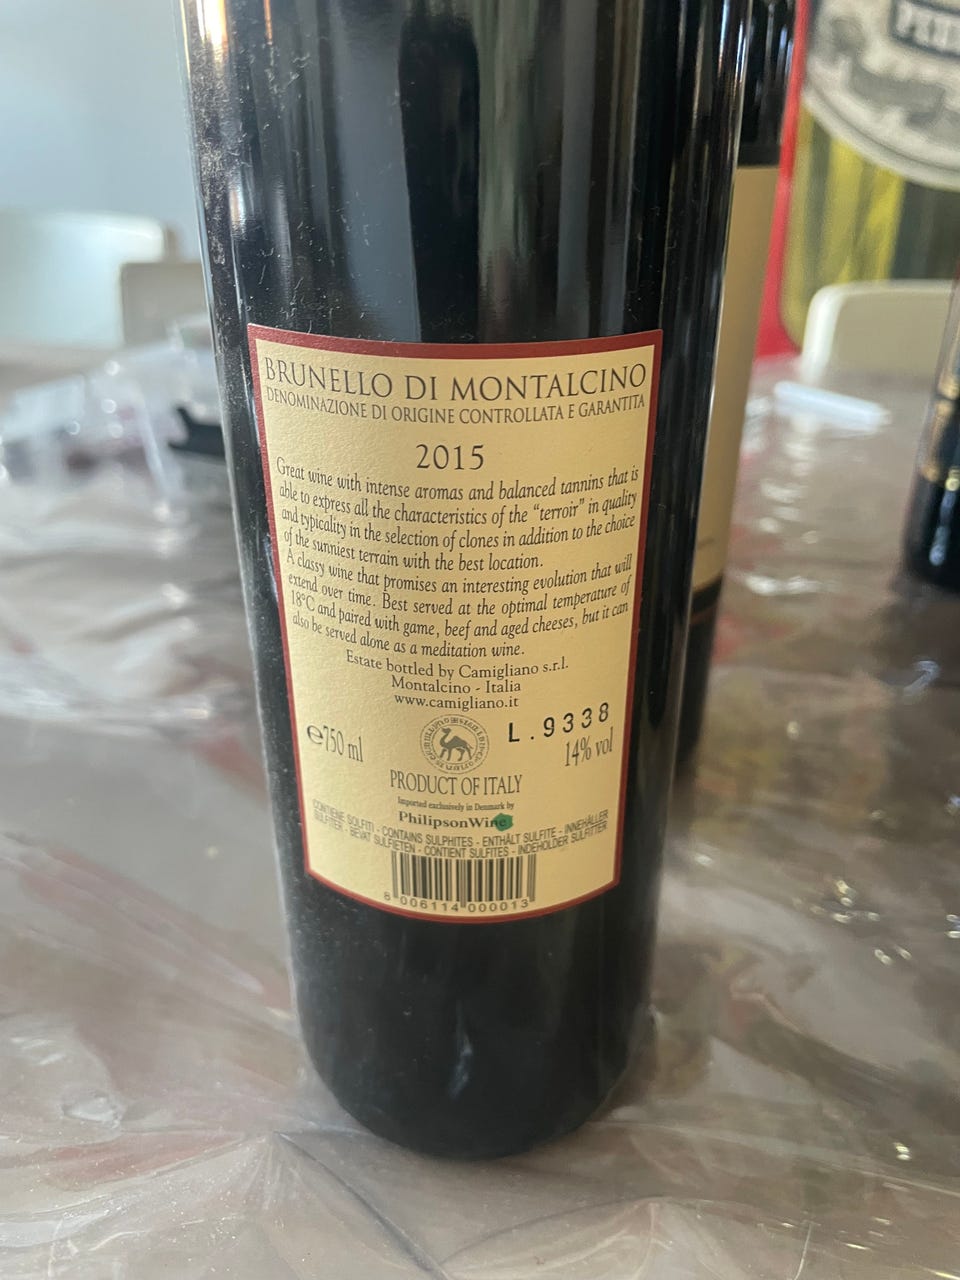 BRUNELLO DI MONTALCINO
DENOMINAZIONE DI ORIGINE CONTROLLATA E GARANTITA
2015
Great wine with intense aromas and balanced tannins that is
able to express all the characteristics of the “terroir” in quality
and typicality in the selection of clones in addition to the choice
of the sunniest terrain with the best location.
A classy wine that promises an interesting evolution that will
extend over time. Best served at the optimal temperature of
18°C and paired with game, beef and aged cheeses, but it can
also be served alone as a meditation wine.
Estate bottled by Camigliano s.r.l.
Montalcino - Italia
www.camigliano.it
L.9338
℮750 ml
14% vol
PRODUCT OF ITALY
Imported exclusively in Denmark by
PhilipsonWine
CONTIENE SOLFITI - CONTAINS SULPHITES - ENTHÄLT SULFITE - INNEHÅLLER
SULFITER - BEVAT SULFIETEN - CONTIENT SULFITES - INDEHOLDER SULFITTER
8 006114 000013